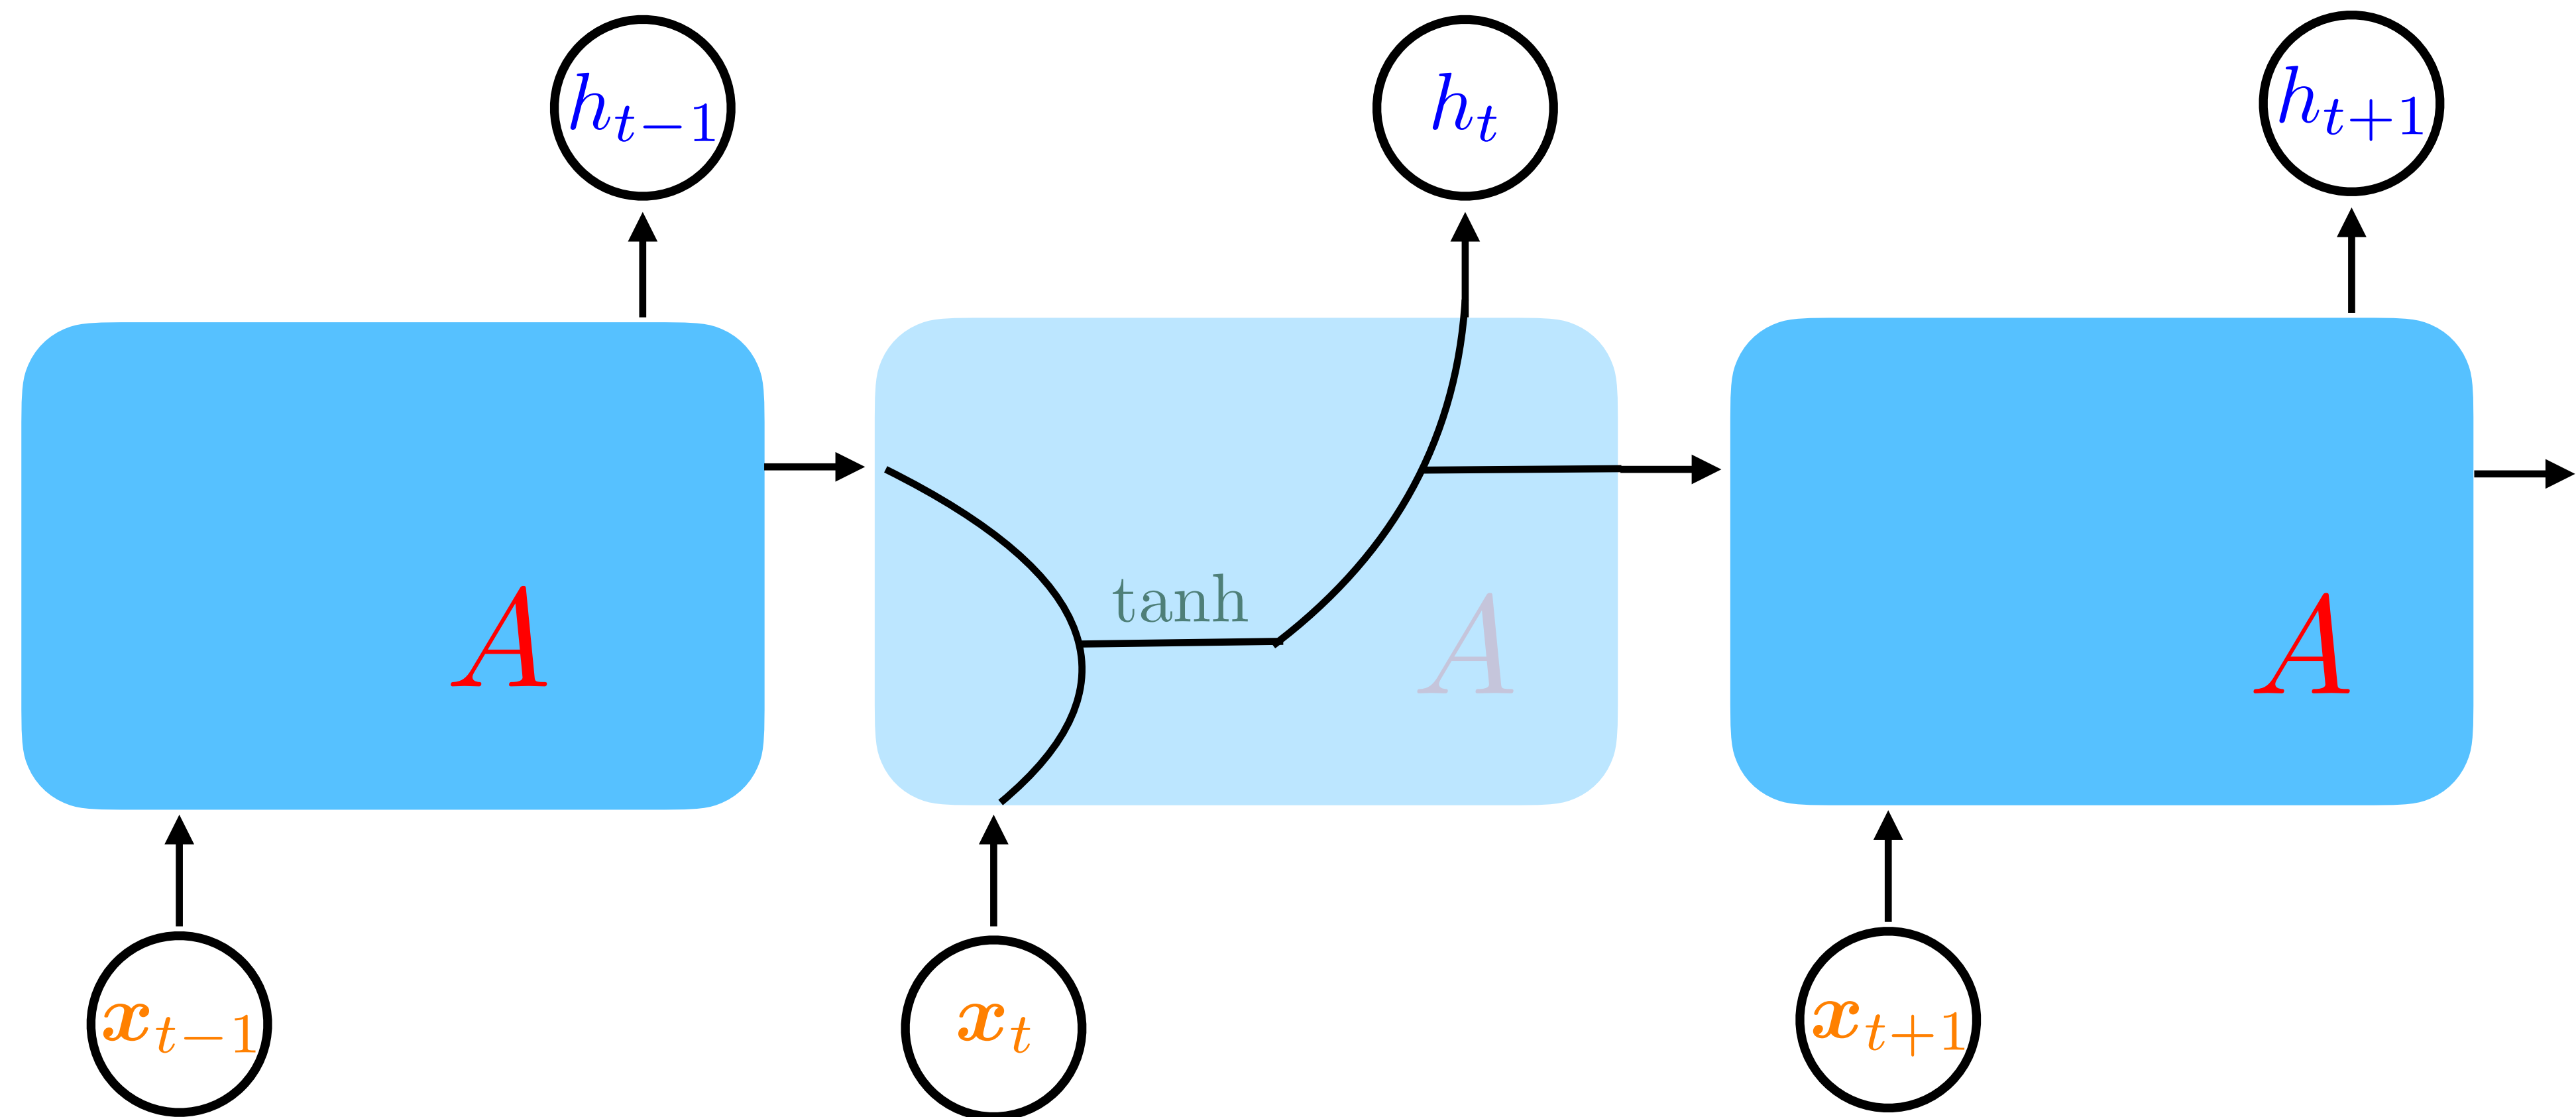 h_{t-1} h_t h_{t+1}
tanh
A A A
x_{t-1} x_t x_{t+1}